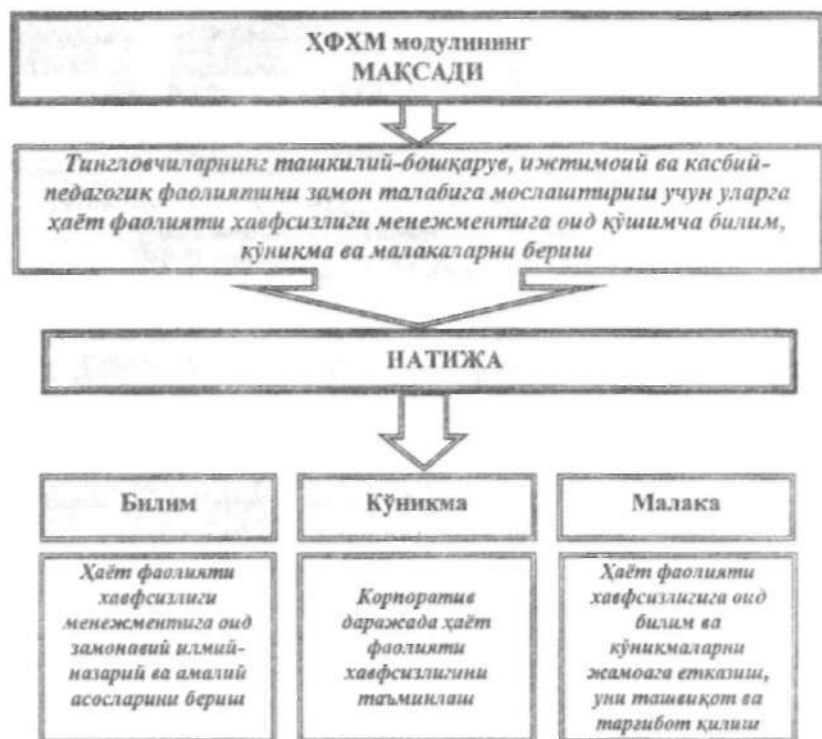 ҲФХМ модулининг
МАҚСАДИ
Тингловчиларнинг ташкилий-бошқарув, ижтимоий ва касбий-
педагогик фаолиятини замон талабига мослаштириш учун уларга
ҳаёт фаолияти хавфсизлиги менежментига оид қўшимча билим,
кўникма ва малакаларни бериш
НАТИЖА
Билим
Кўникма
Малака
Ҳаёт фаолияти
хавфсизлиги
менежментига оид
замонавий илмий-
назарий ва амалий
асосларини бериш
Корпоратив
даражада ҳаёт
фаолияти
хавфсизлигини
таъминлаш
Ҳаёт фаолияти
хавфсизлигига оид
билим ва
кўникмаларни
жамоага етказиш,
уни ташвиқот ва
тарғибот қилиш